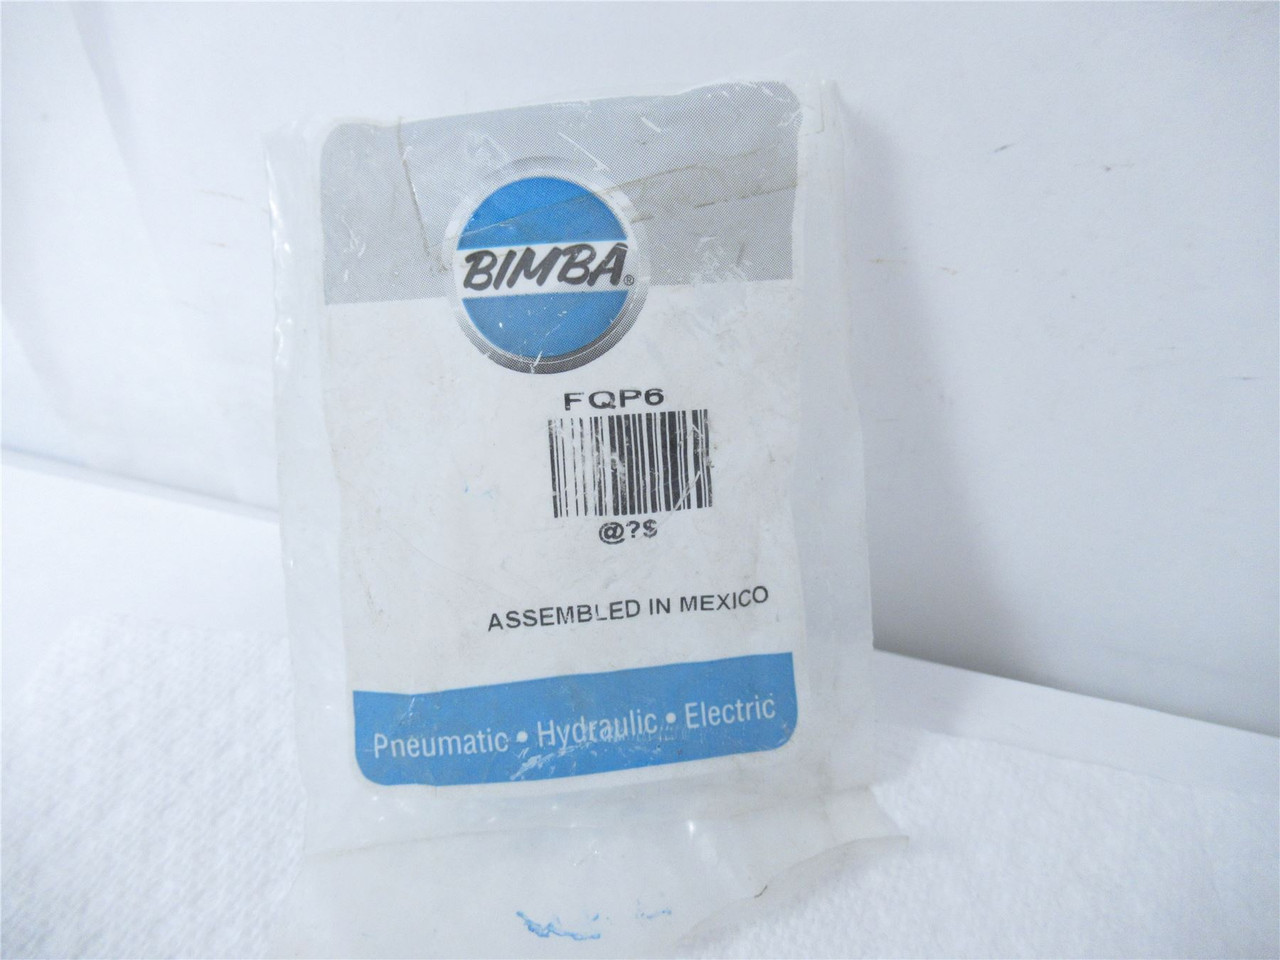 BIMBA®
FQP6
@?$
ASSEMBLED IN MEXICO
Pneumatic • Hydraulic • Electric